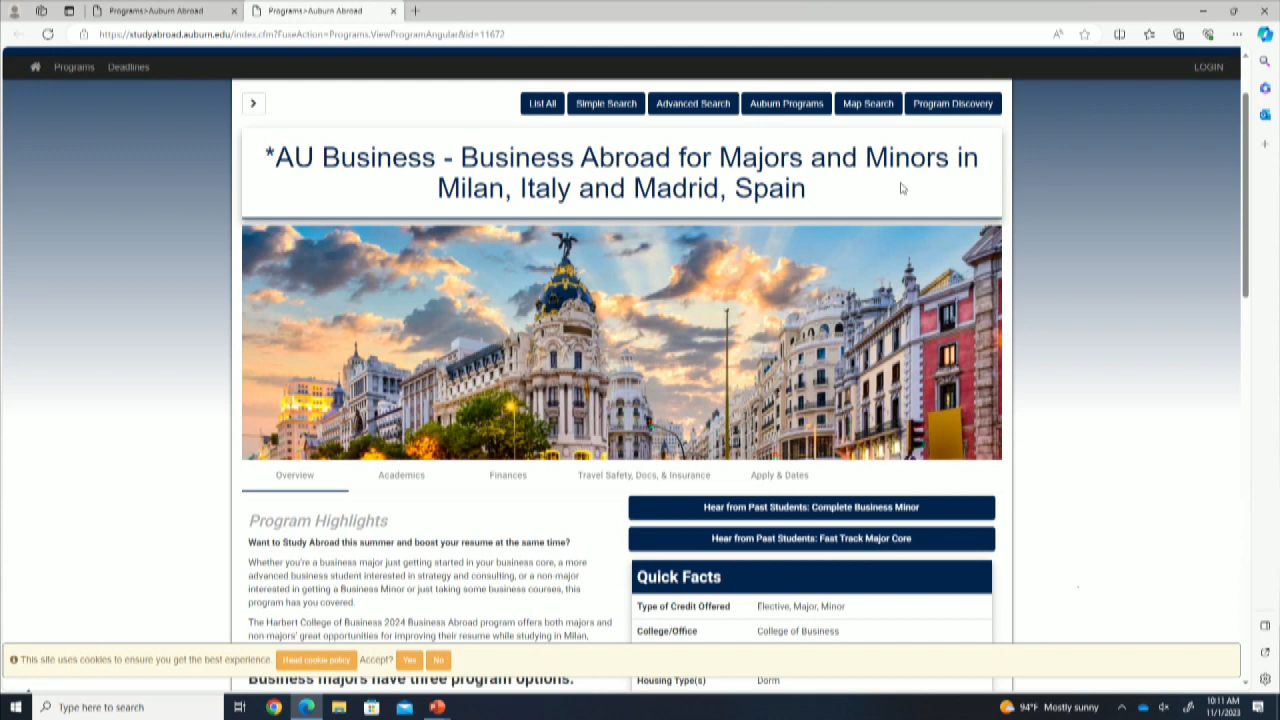 Programs>Auburn Abroad
Programs>Auburn Abroad
https://studyabroad.auburn.edu/index.cfm?FuseAction=Programs.ViewProgramAngular&id=11672
Programs Deadlines LOGIN
List All Simple Search Advanced Search Auburn Programs Map Search Program Discovery
*AU Business - Business Abroad for Majors and Minors in
Milan, Italy and Madrid, Spain
Overview Academics Finances Travel Safety, Docs, & Insurance Apply & Dates
Program Highlights
Want to Study Abroad this summer and boost your resume at the same time?
Whether you're a business major just getting started in your business core, a more
advanced business student interested in strategy and consulting, or a non-major
interested in getting a Business Minor or just taking some business courses, this
program has you covered.
The Harbert College of Business 2024 Business Abroad program offers both majors and
non-majors' great opportunities for improving their resume while studying in Milan,
Hear from Past Students: Complete Business Minor
Hear from Past Students: Fast Track Major Core
Quick Facts
Type of Credit Offered Elective, Major, Minor
College/Office College of Business
This site uses cookies to ensure you get the best experience. Read cookie policy Accept? Yes No
Business majors have three program options:
Housing Type(s) Dorm
Type here to search
94°F Mostly sunny
10:11 AM
11/1/2023